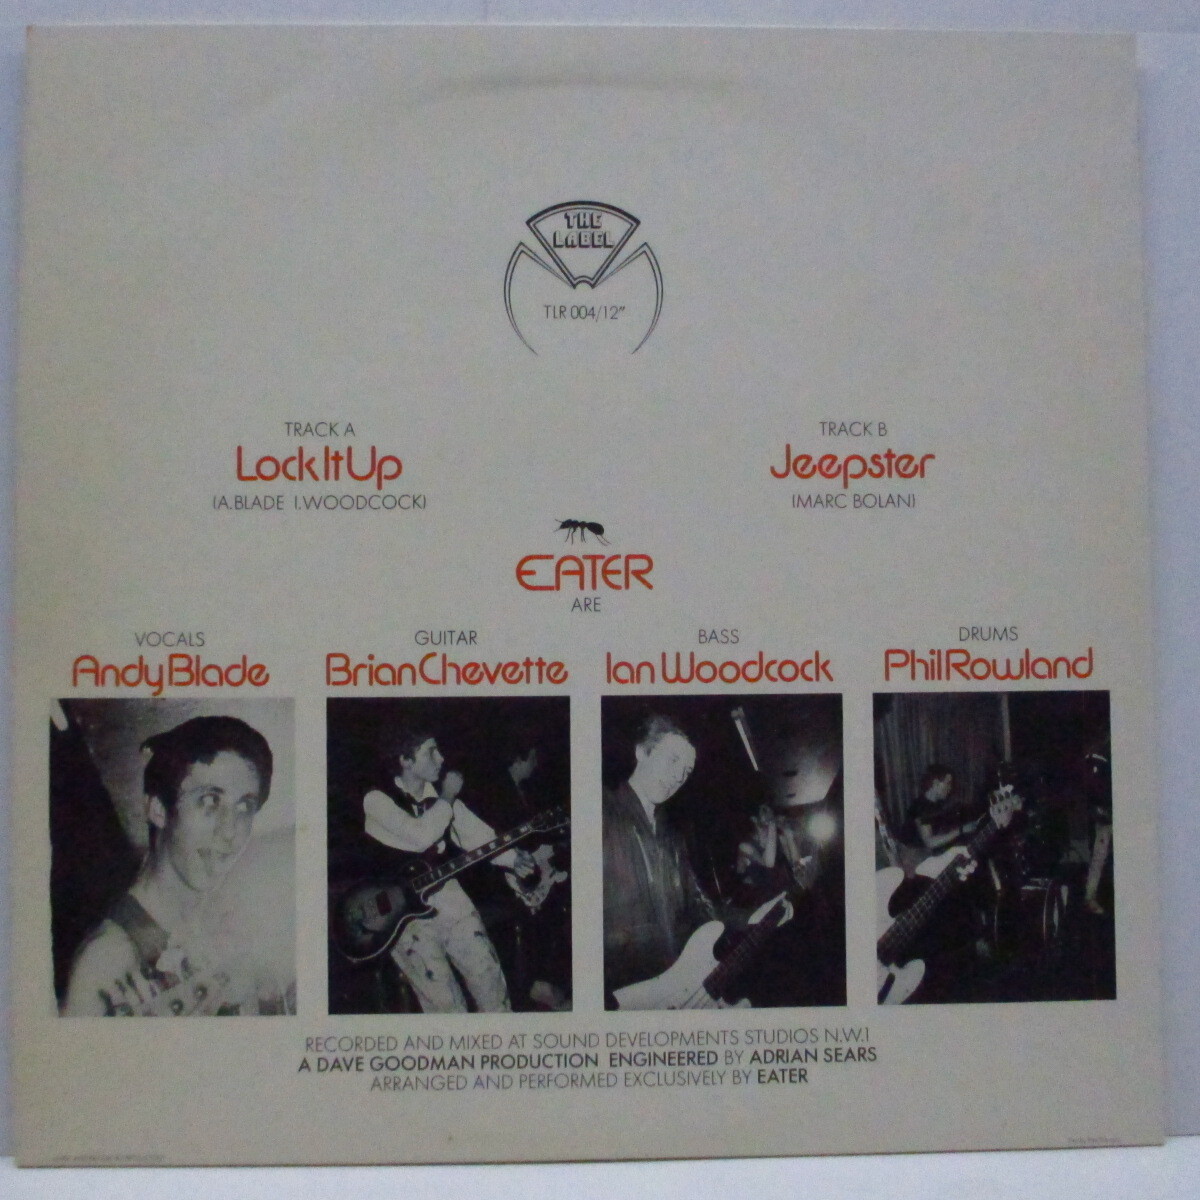 THE
LABEL
TLR 004/12"
TRACK A
Lock It Up
(A.BLADE I.WOODCOCK)
TRACK B
Jeepster
(MARC BOLAN)
EATER
ARE
VOCALS
Andy Blade
GUITAR
Brian Chevette
BASS
Ian Woodcock
DRUMS
Phil Rowland
RECORDED AND MIXED AT SOUND DEVELOPMENTS STUDIOS N.W.1
A DAVE GOODMAN PRODUCTION ENGINEERED BY ADRIAN SEARS
ARRANGED AND PERFORMED EXCLUSIVELY BY EATER